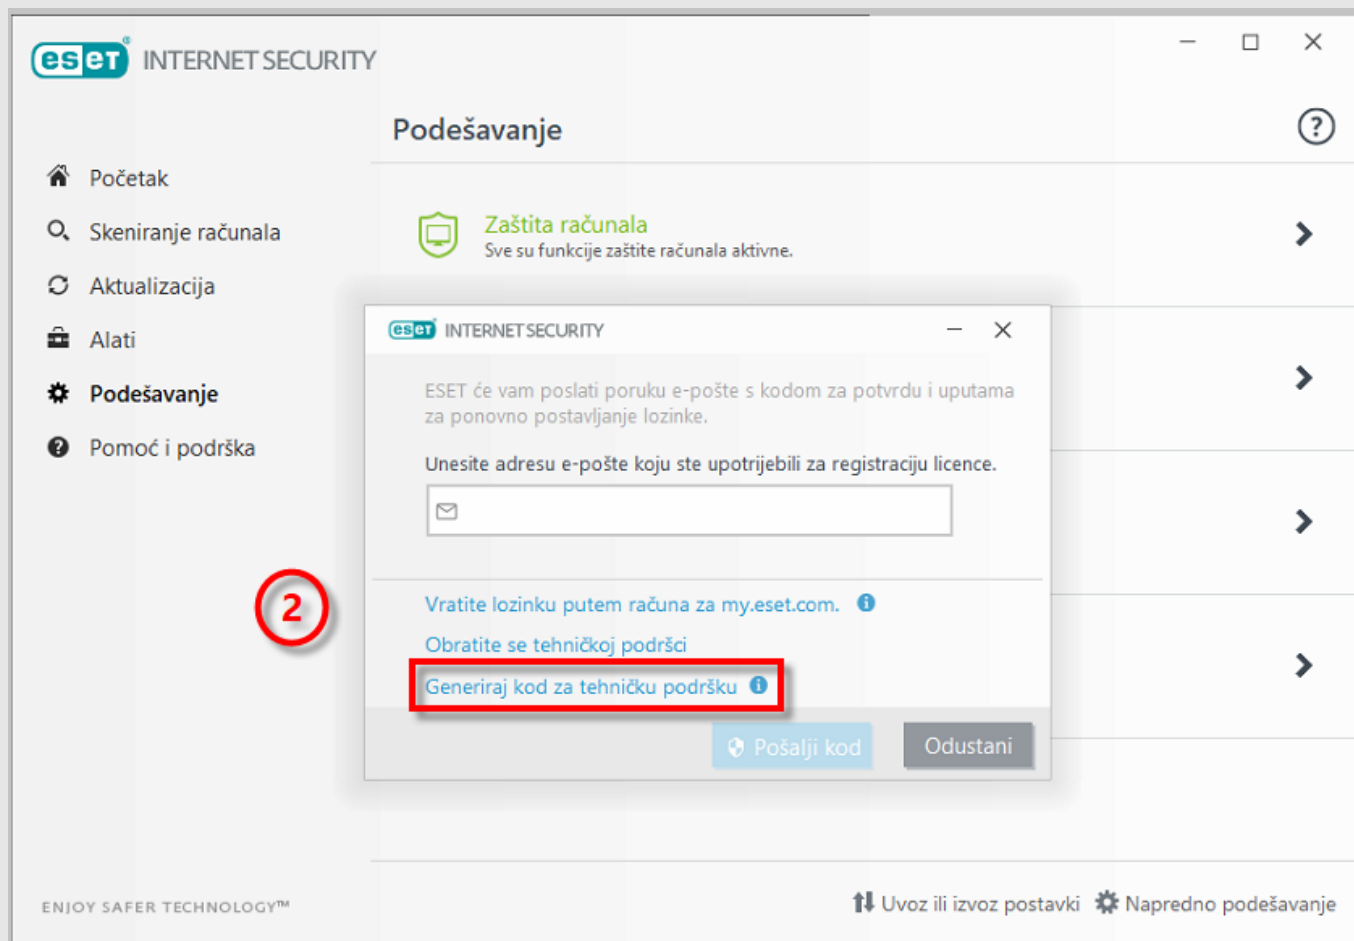 eseT® INTERNET SECURITY
Podešavanje
Početak
Skeniranje računala
Aktualizacija
Alati
Podešavanje
Pomoć i podrška
Zaštita računala
Sve su funkcije zaštite računala aktivne.
eseT INTERNET SECURITY
ESET će vam poslati poruku e-pošte s kodom za potvrdu i uputama
za ponovno postavljanje lozinke.
Unesite adresu e-pošte koju ste upotrijebili za registraciju licence.
2
Vratite lozinku putem računa za my.eset.com.
Obratite se tehničkoj podršci
Generiraj kod za tehničku podršku
Pošalji kod
Odustani
ENJOY SAFER TECHNOLOGY™
Uvoz ili izvoz postavki
Napredno podešavanje